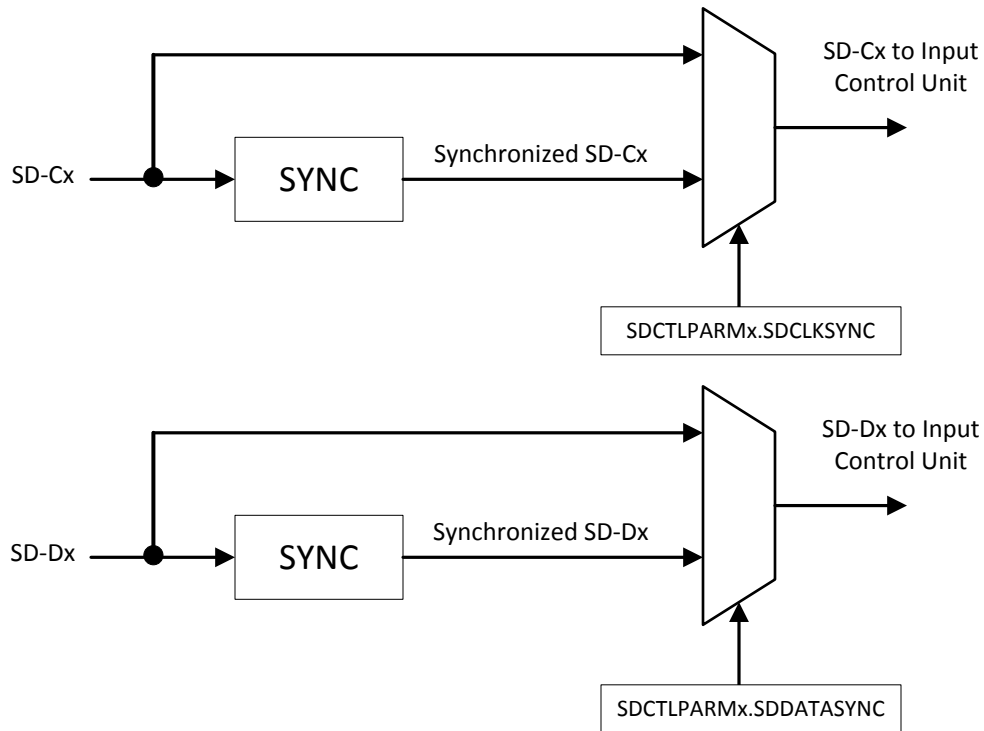 SD-Cx to Input
Control Unit
SD-Cx
SYNC
Synchronized SD-Cx
SDCTLPARMx.SDCLKSYNC
SD-Dx to Input
Control Unit
SD-Dx
SYNC
Synchronized SD-Dx
SDCTLPARMx.SDDATASYNC